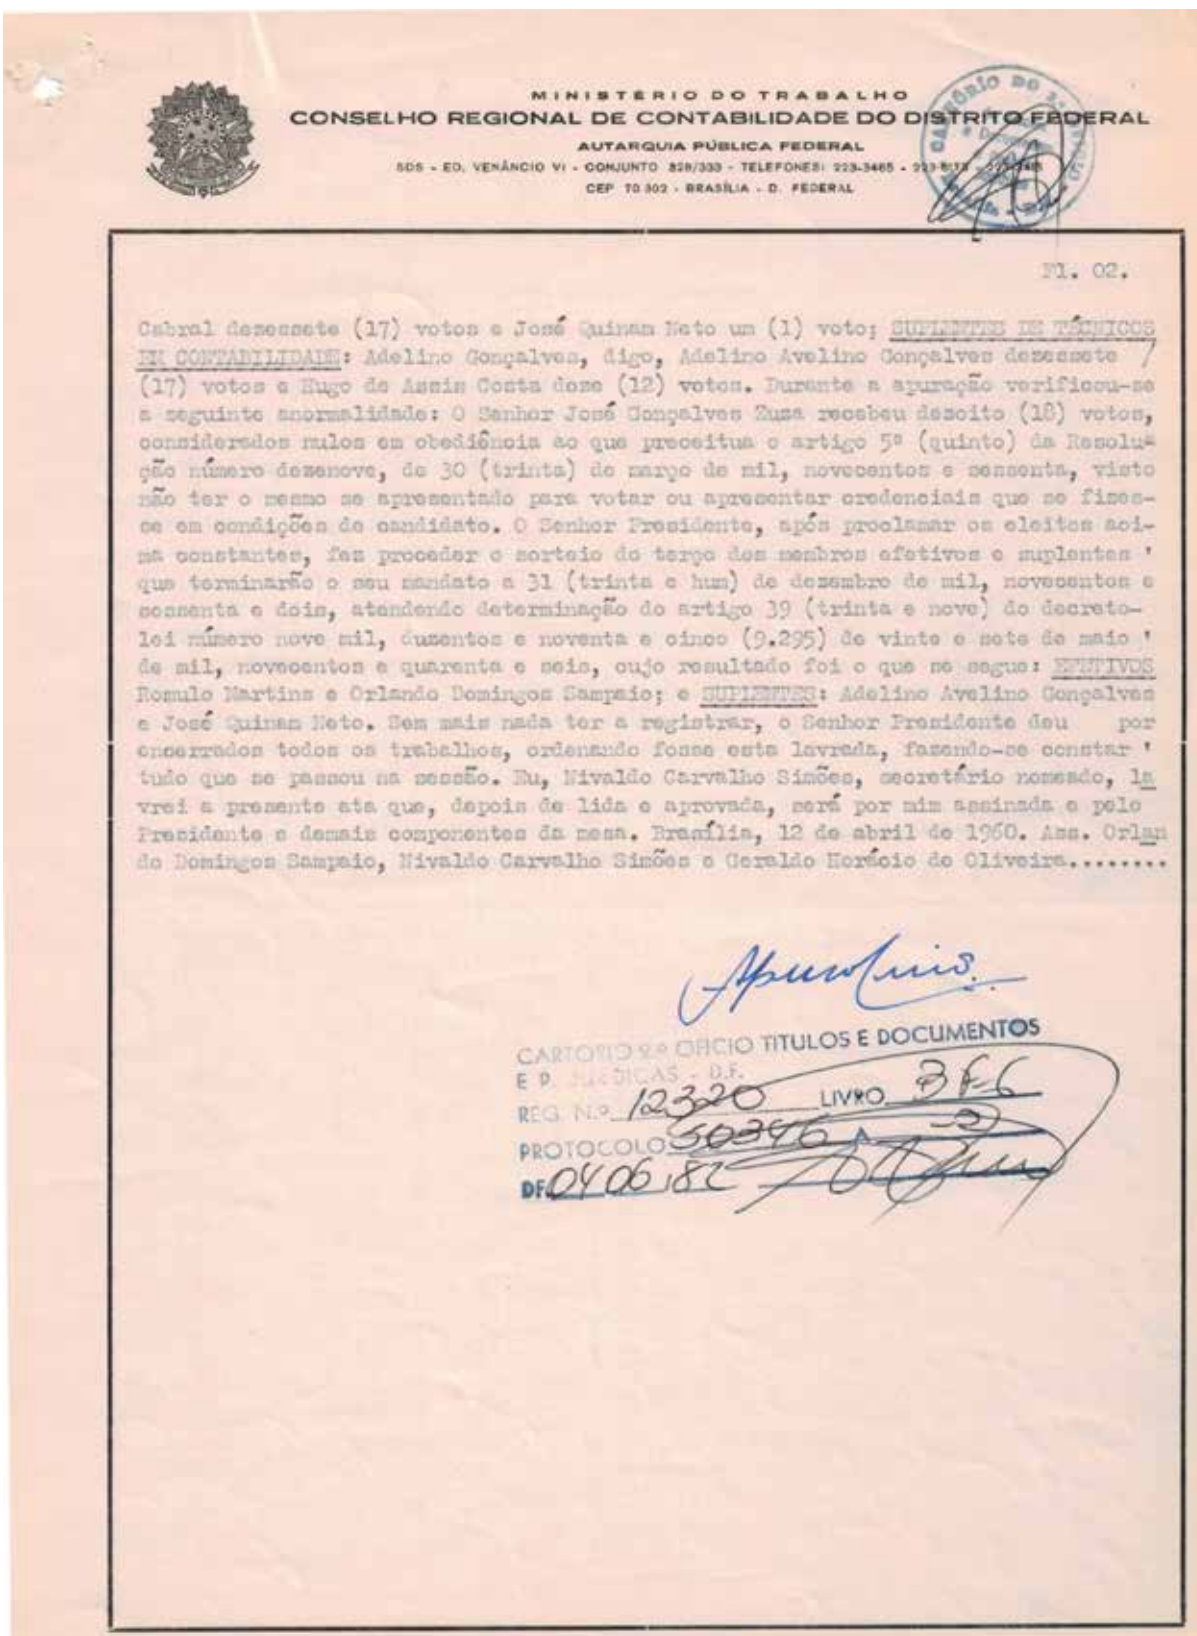 MINISTÉRIO DO TRABALHO
CONSELHO REGIONAL DE CONTABILIDADE DO DISTRITO FEDERAL
AUTARQUIA PÚBLICA FEDERAL
SDS - ED. VENÂNCIO VI - CONJUNTO 328/333 - TELEFONES: 223-3465 -
CEP 70 302 - BRASÍLIA - D. FEDERAL
Fl. 02.
Cabral dezessete (17) votos e José Quinam Neto um (1) voto; SUPLENTES DE TÉCNICOS
EM CONTABILIDADE: Adelino Gonçalves, digo, Adelino Avelino Gonçalves dezessete /
(17) votos e Hugo de Assis Costa doze (12) votos. Durante a apuração verificou-se
a seguinte anormalidade: O Senhor José Gonçalves Zuza recebeu dezoito (18) votos,
considerados nulos em obediência ao que preceitua o artigo 5º (quinto) da Resolu-
ção número dezenove, de 30 (trinta) de março de mil, novecentos e sessenta, visto
não ter o mesmo se apresentado para votar ou apresentar credenciais que se fizes-
se em condições de candidato. O Senhor Presidente, após proclamar os eleitos aci-
ma constantes, fez proceder o sorteio do terço dos membros efetivos e suplentes '
que terminarão o seu mandato a 31 (trinta e hum) de dezembro de mil, novecentos e
sessenta e dois, atendendo determinação do artigo 39 (trinta e nove) do decreto-
lei número nove mil, duzentos e noventa e cinco (9.295) de vinte e sete de maio '
de mil, novecentos e quarenta e seis, cujo resultado foi o que se segue: EFETIVOS
Romulo Martins e Orlando Domingos Sampaio; e SUPLENTES: Adelino Avelino Gonçalves
e José Quinam Neto. Sem mais nada ter a registrar, o Senhor Presidente deu por
encerrados todos os trabalhos, ordenando fosse esta lavrada, fazendo-se constar '
tudo que se passou na sessão. Eu, Nivaldo Carvalho Simões, secretário nomeado, la
vrei a presente ata que, depois de lida e aprovada, será por mim assinada e pelo
Presidente e demais componentes da mesa. Brasília, 12 de abril de 1960. Ass. Orlan
do Domingos Sampaio, Nivaldo Carvalho Simões e Geraldo Horácio de Oliveira........
CARTORIO 2.º OFICIO TITULOS E DOCUMENTOS
E P. JURIDICAS - D.F.
REG. N.º 12320 LIVRO
PROTOCOLO 50346
DF. 04 06 82